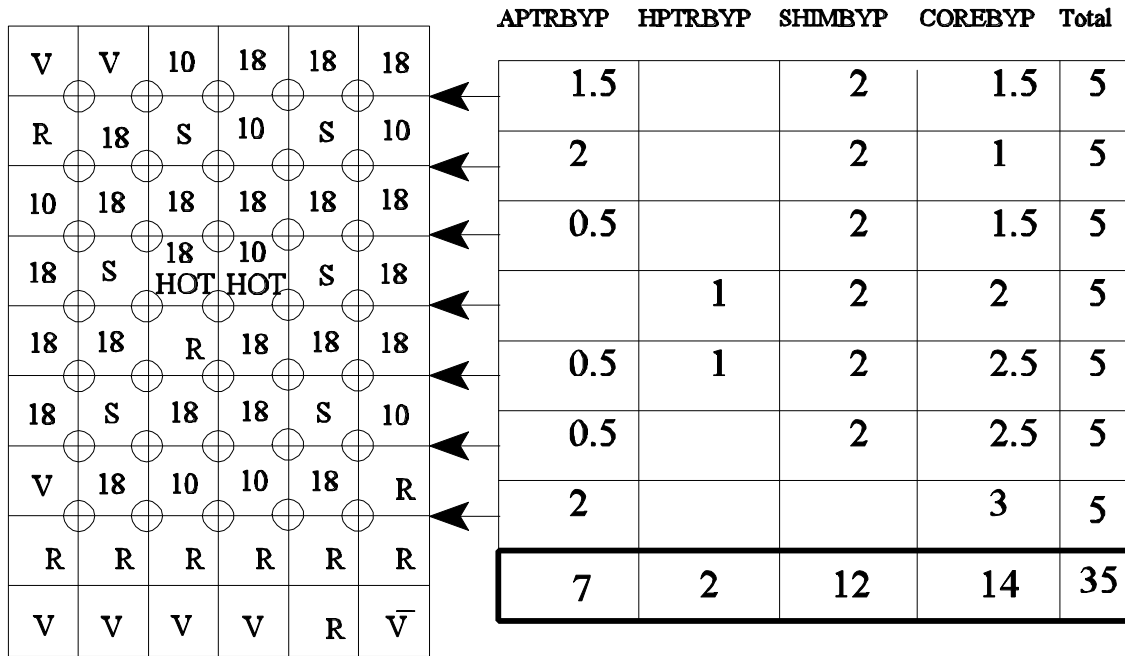 APTRBYP HPTRBYP SHIMBYP COREBYP Total
V V 10 18 18 18
1.5 2 1.5 5
R 18 S 10 S 10
2 2 1 5
10 18 18 18 18 18
0.5 2 1.5 5
18 S 18 HOT 10 HOT S 18
1 2 2 5
18 18 R 18 18 18
0.5 1 2 2.5 5
18 S 18 18 S 10
0.5 2 2.5 5
V 18 10 10 18 R
2 3 5
R R R R R R
7 2 12 14 35
V V V V R V̅